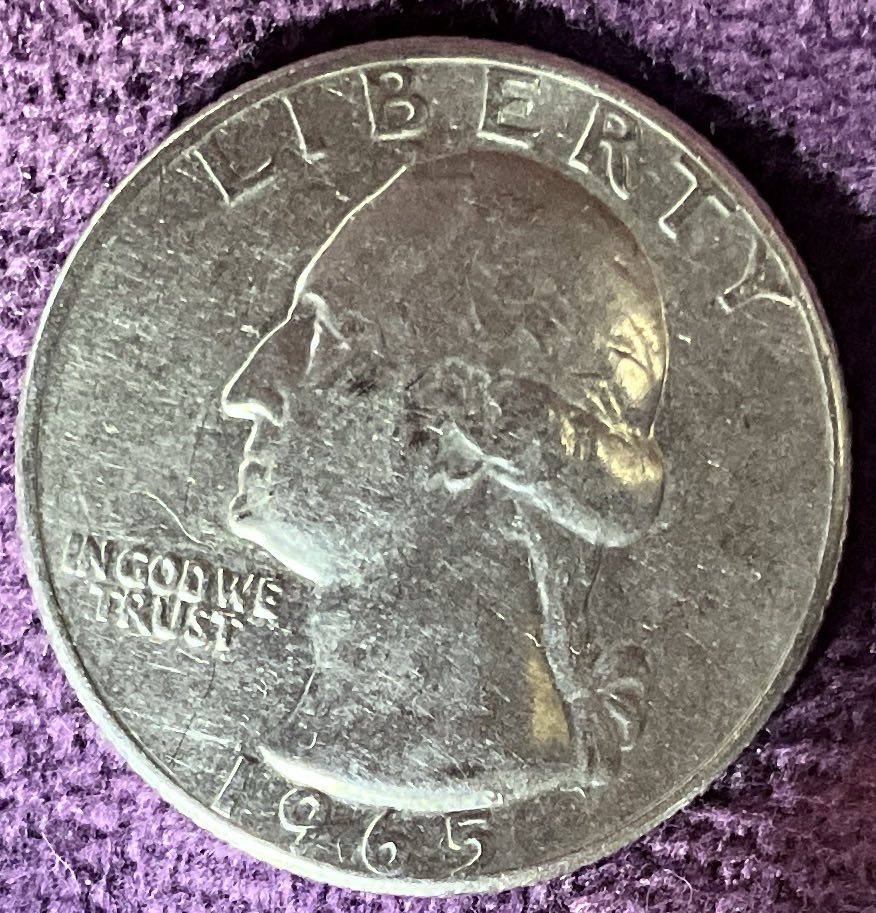 LIBERTY
IN GOD WE
TRUST
1965